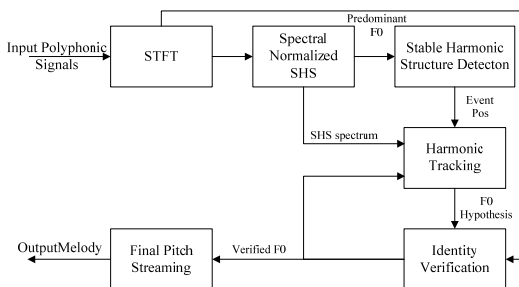 Predominant
F0
Input Polyphonic
Signals
STFT
Spectral
Normalized
SHS
Stable Harmonic
Structure Detecton
Event
Pos
SHS spectrum
Harmonic
Tracking
F0
Hypothesis
OutputMelody
Final Pitch
Streaming
Verified F0
Identity
Verification